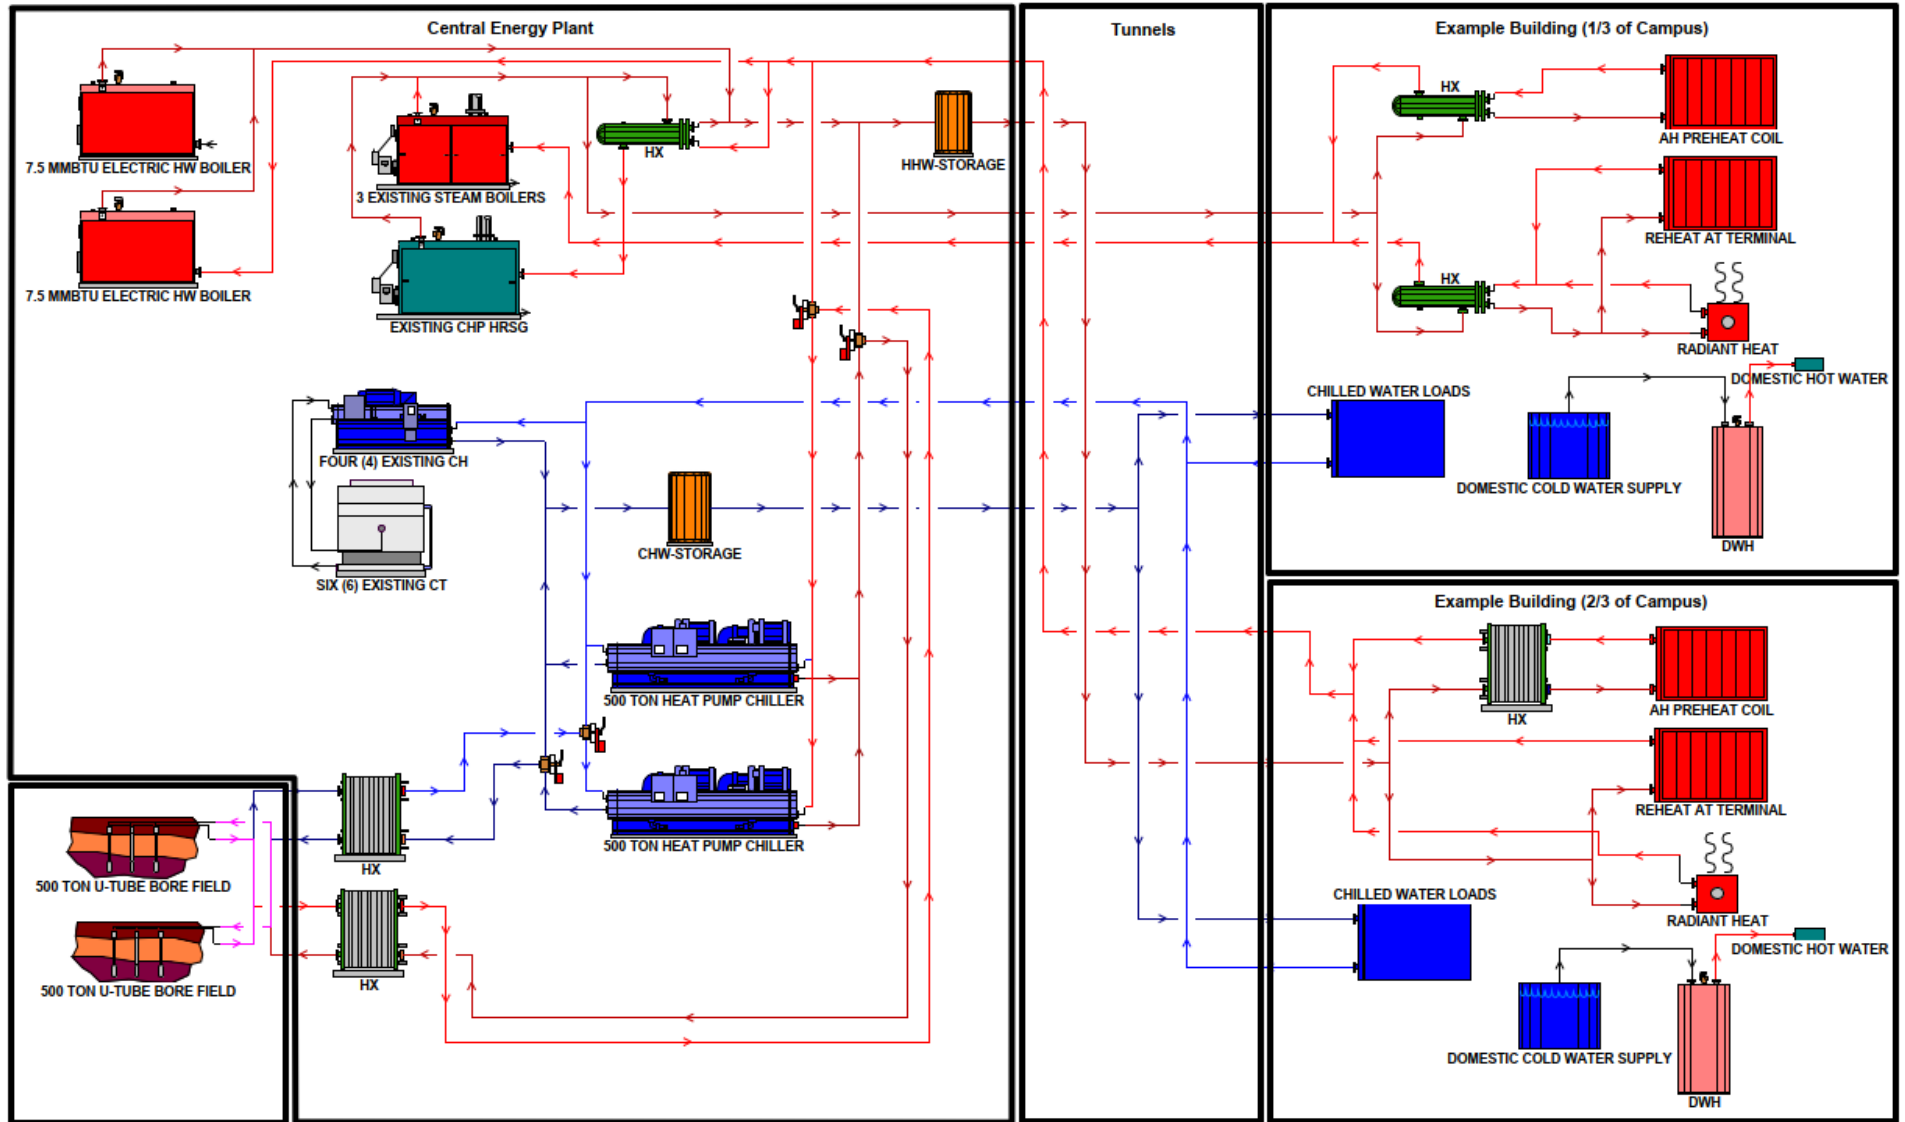 Central Energy Plant
7.5 MMBTU ELECTRIC HW BOILER
7.5 MMBTU ELECTRIC HW BOILER
3 EXISTING STEAM BOILERS
EXISTING CHP HRSG
HX
HHW-STORAGE
FOUR (4) EXISTING CH
SIX (6) EXISTING CT
CHW-STORAGE
500 TON HEAT PUMP CHILLER
500 TON HEAT PUMP CHILLER
HX
HX
500 TON U-TUBE BORE FIELD
500 TON U-TUBE BORE FIELD
Tunnels
Example Building (1/3 of Campus)
HX
AH PREHEAT COIL
REHEAT AT TERMINAL
HX
RADIANT HEAT
DOMESTIC HOT WATER
CHILLED WATER LOADS
DOMESTIC COLD WATER SUPPLY
DWH
Example Building (2/3 of Campus)
HX
AH PREHEAT COIL
REHEAT AT TERMINAL
RADIANT HEAT
CHILLED WATER LOADS
DOMESTIC HOT WATER
DOMESTIC COLD WATER SUPPLY
DWH